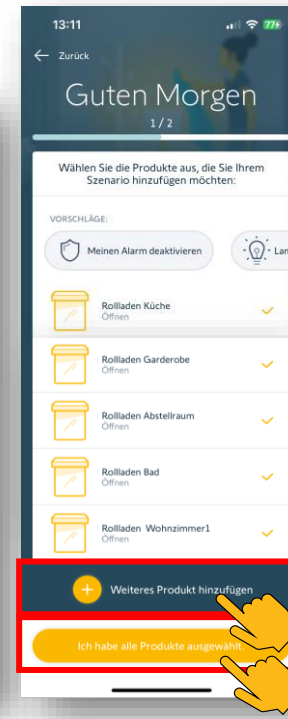 13:11
77
Zurück
Guten Morgen
1/2
Wählen Sie die Produkte aus, die Sie Ihrem
Szenario hinzufügen möchten:
VORSCHLÄGE:
Meinen Alarm deaktivieren
Lam
Rollladen Küche
Öffnen
Rollladen Garderobe
Öffnen
Rollladen Abstellraum
Öffnen
Rollladen Bad
Öffnen
Rollladen Wohnzimmer1
Öffnen
Weiteres Produkt hinzufügen
Ich habe alle Produkte ausgewählt.